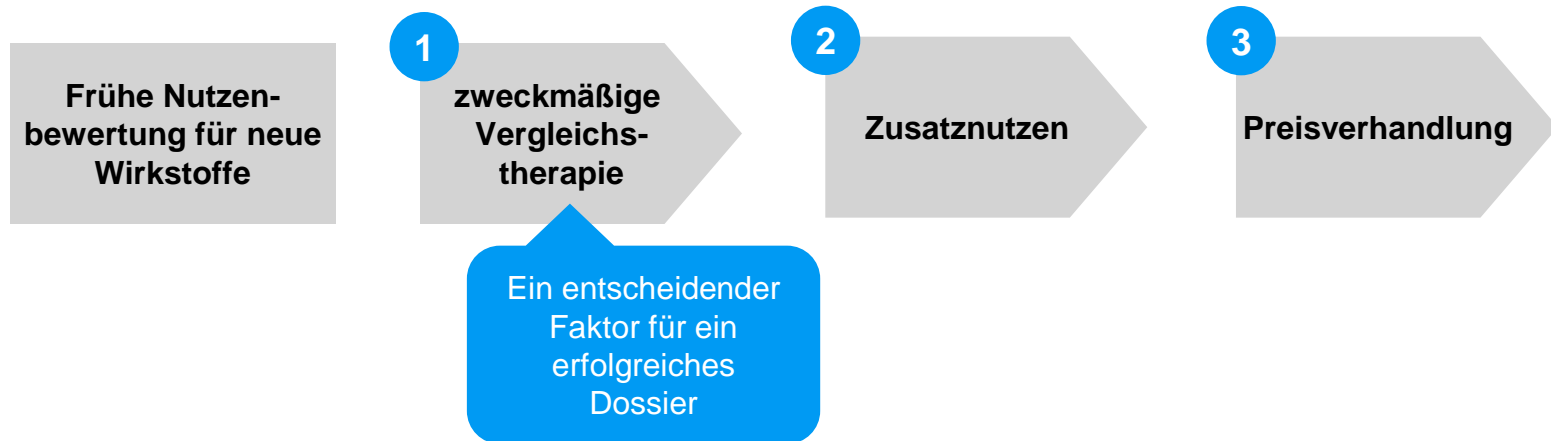 Frühe Nutzen-
bewertung für neue
Wirkstoffe
1
zweckmäßige
Vergleichs-
therapie
Ein entscheidender
Faktor für ein
erfolgreiches
Dossier
2
Zusatznutzen
3
Preisverhandlung